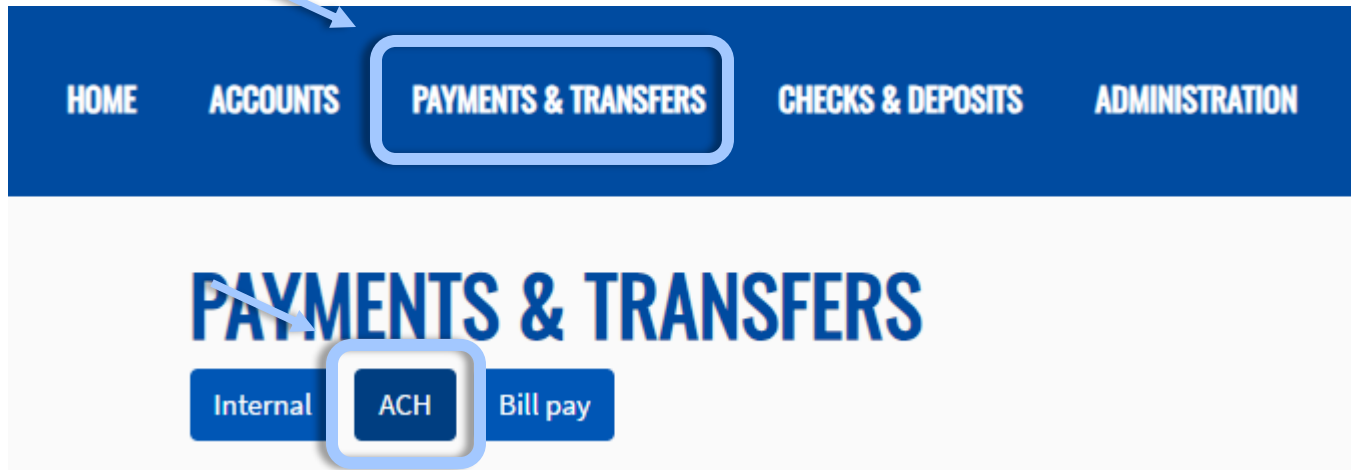 HOME ACCOUNTS PAYMENTS & TRANSFERS CHECKS & DEPOSITS ADMINISTRATION
PAYMENTS & TRANSFERS
Internal ACH Bill pay